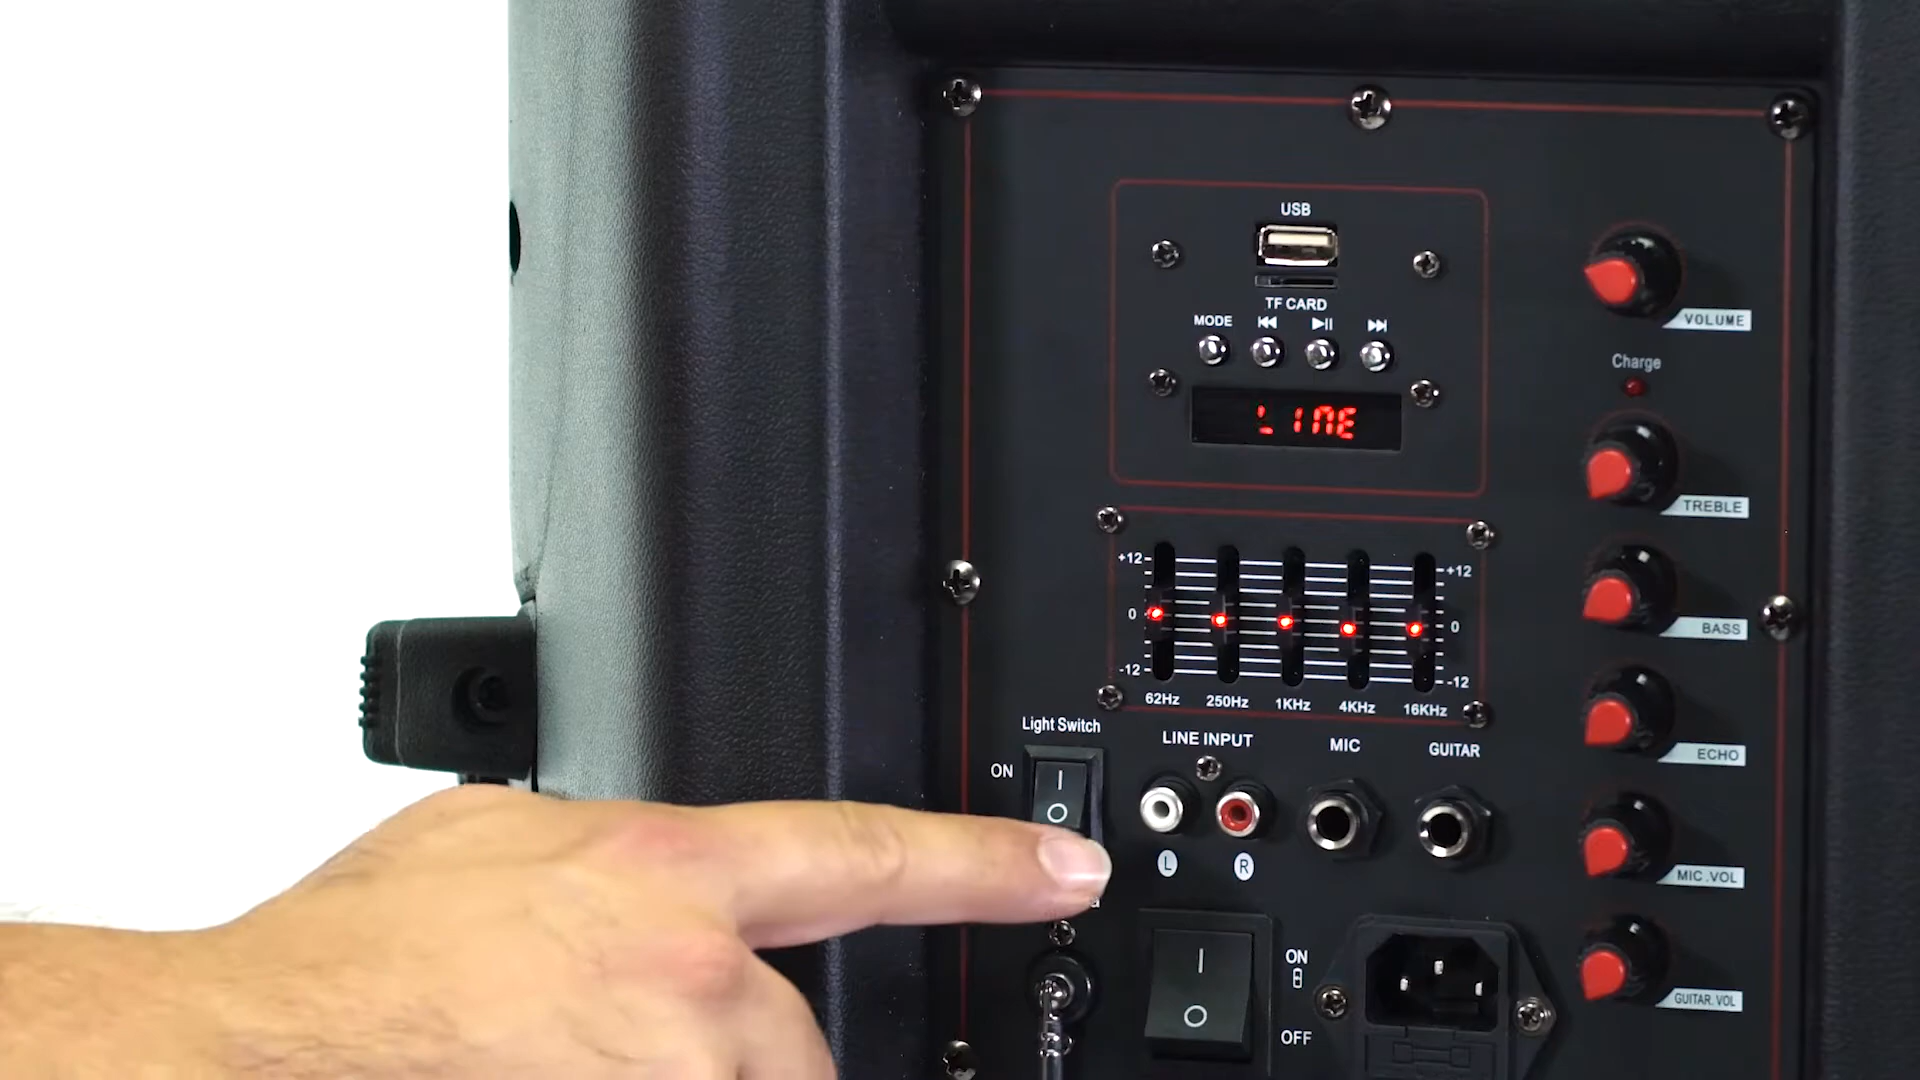 USB
TF CARD
MODE
LINE
VOLUME
Charge
TREBLE
+12 +12
0 0
-12 -12
62Hz 250Hz 1KHz 4KHz 16KHz
BASS
Light Switch
ON
LINE INPUT
MIC
GUITAR
ECHO
L R
MIC.VOL
ON
OFF
GUITAR. VOL